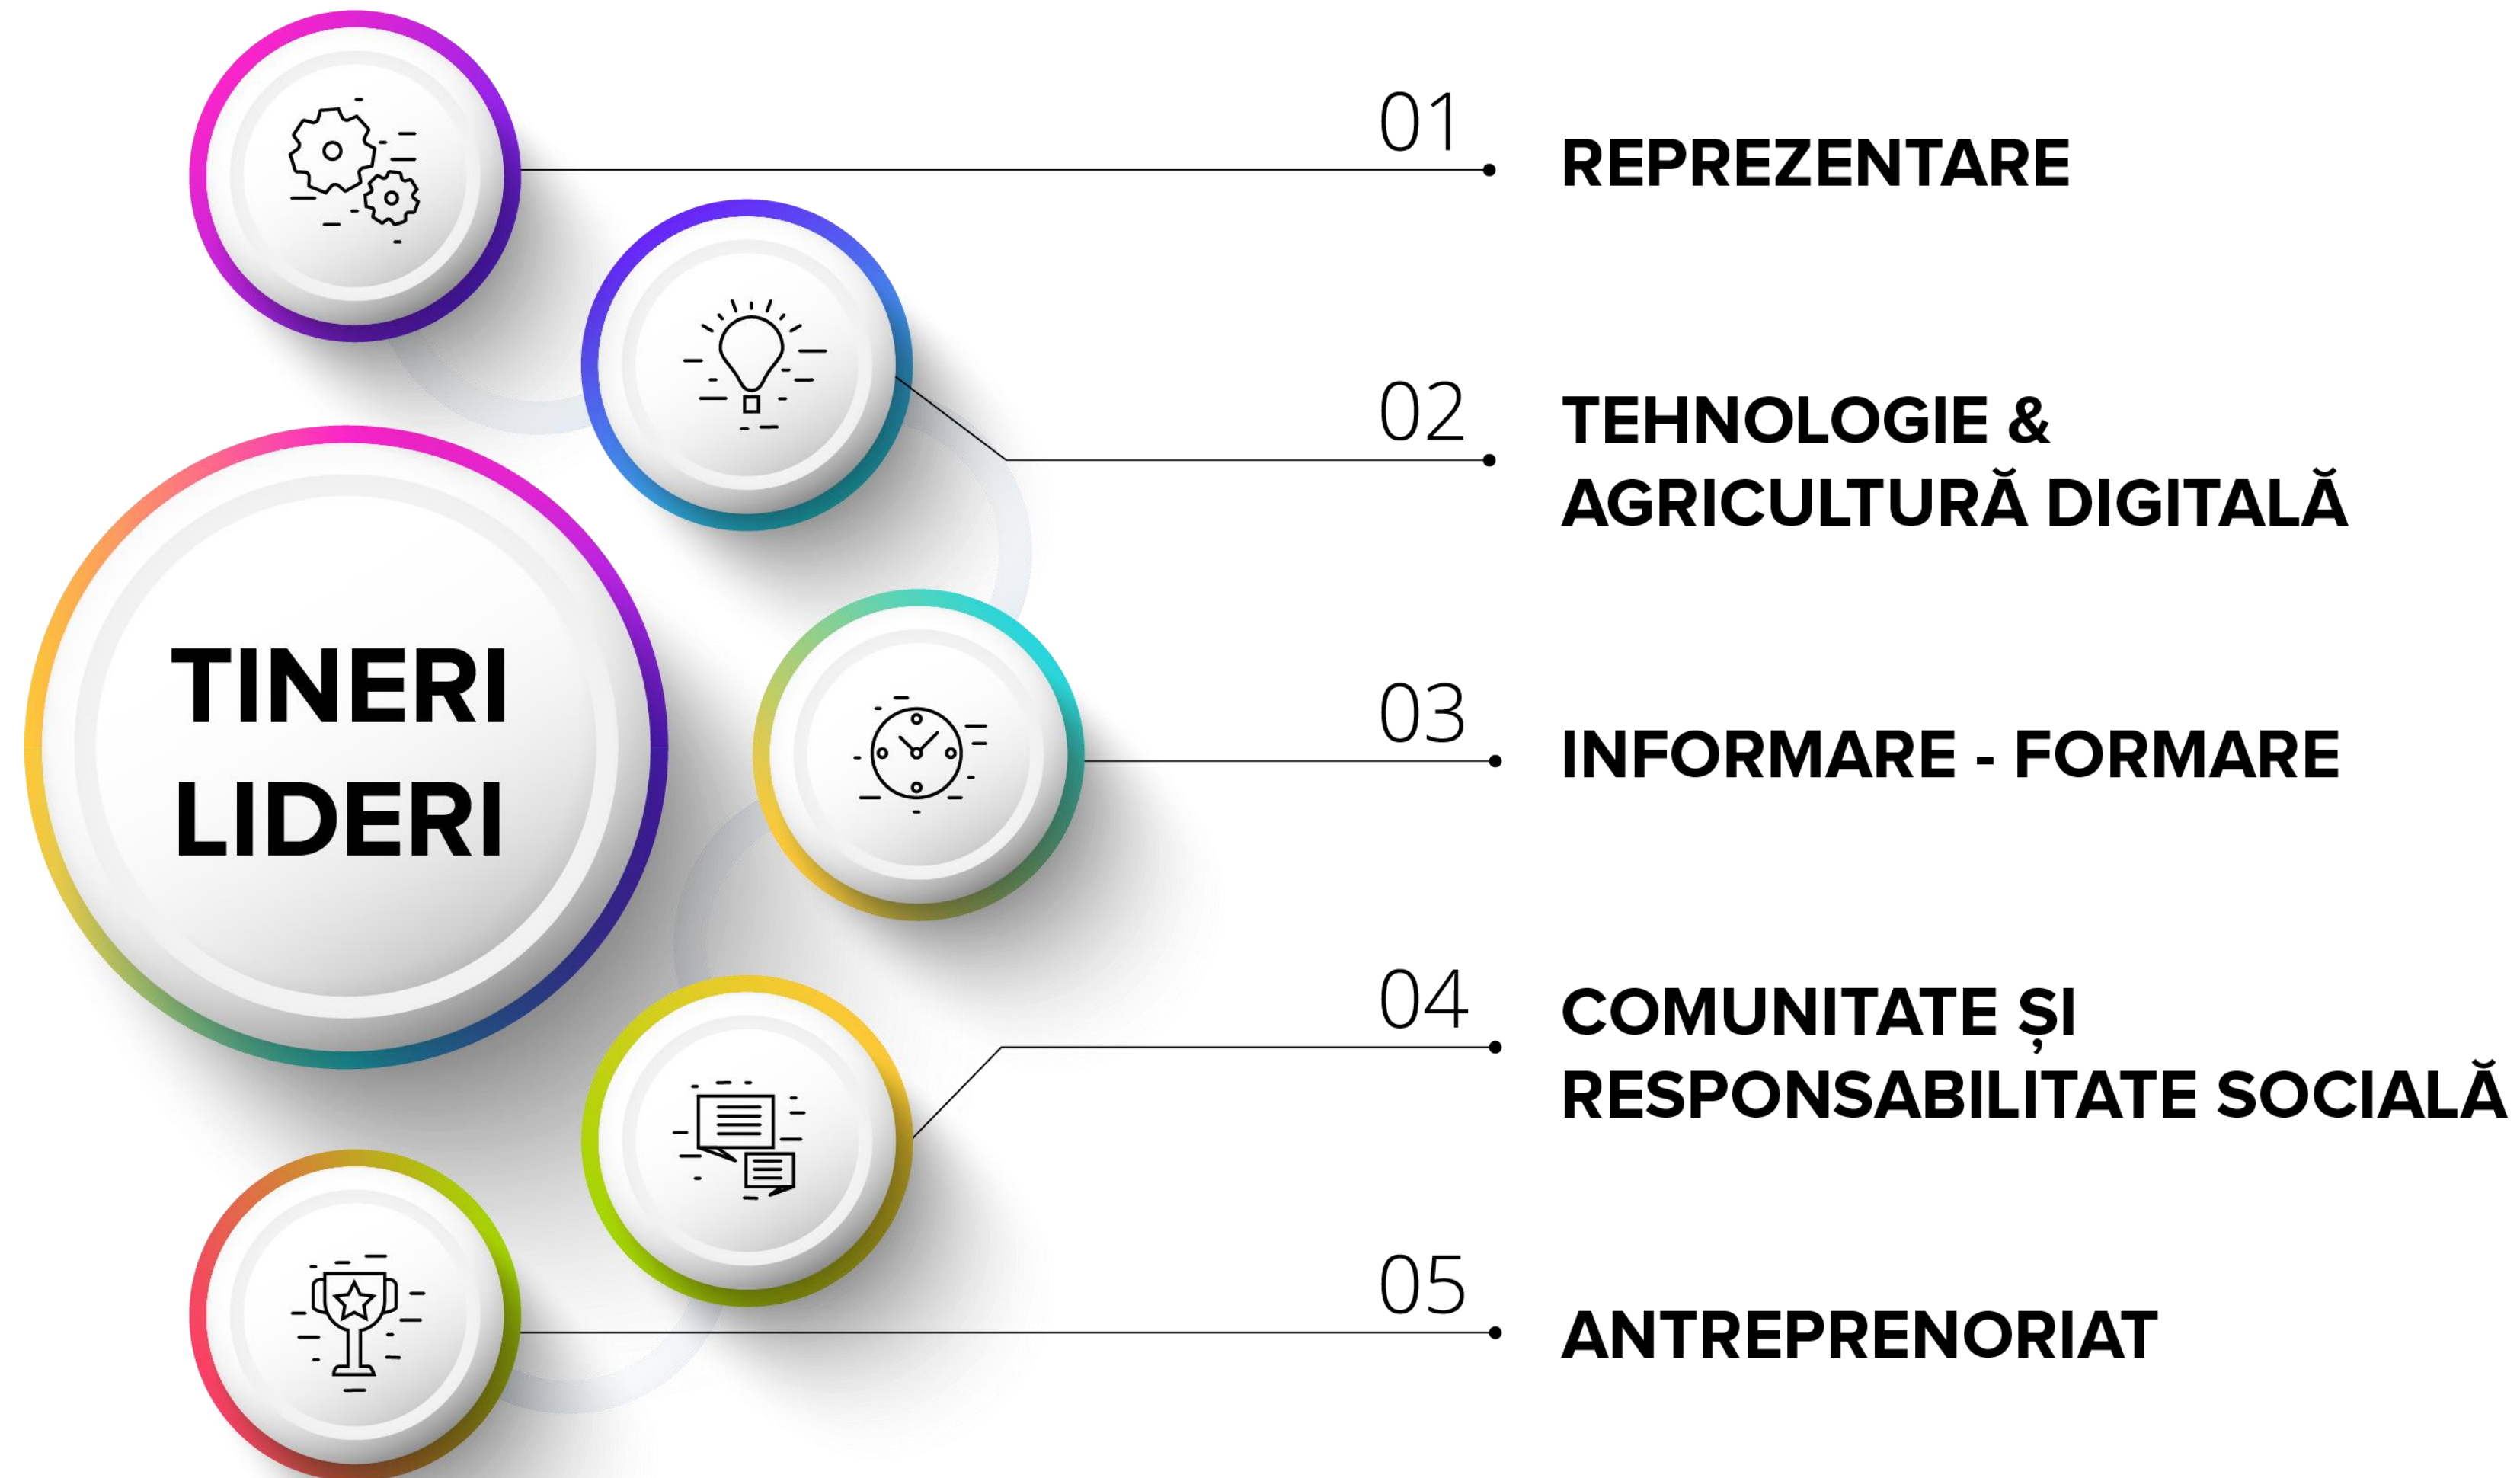 TINERI
LIDERI
01
REPREZENTARE
02
TEHNOLOGIE &
AGRICULTURĂ DIGITALĂ
03
INFORMARE - FORMARE
04
COMUNITATE ȘI
RESPONSABILITATE SOCIALĂ
05
ANTREPRENORIAT